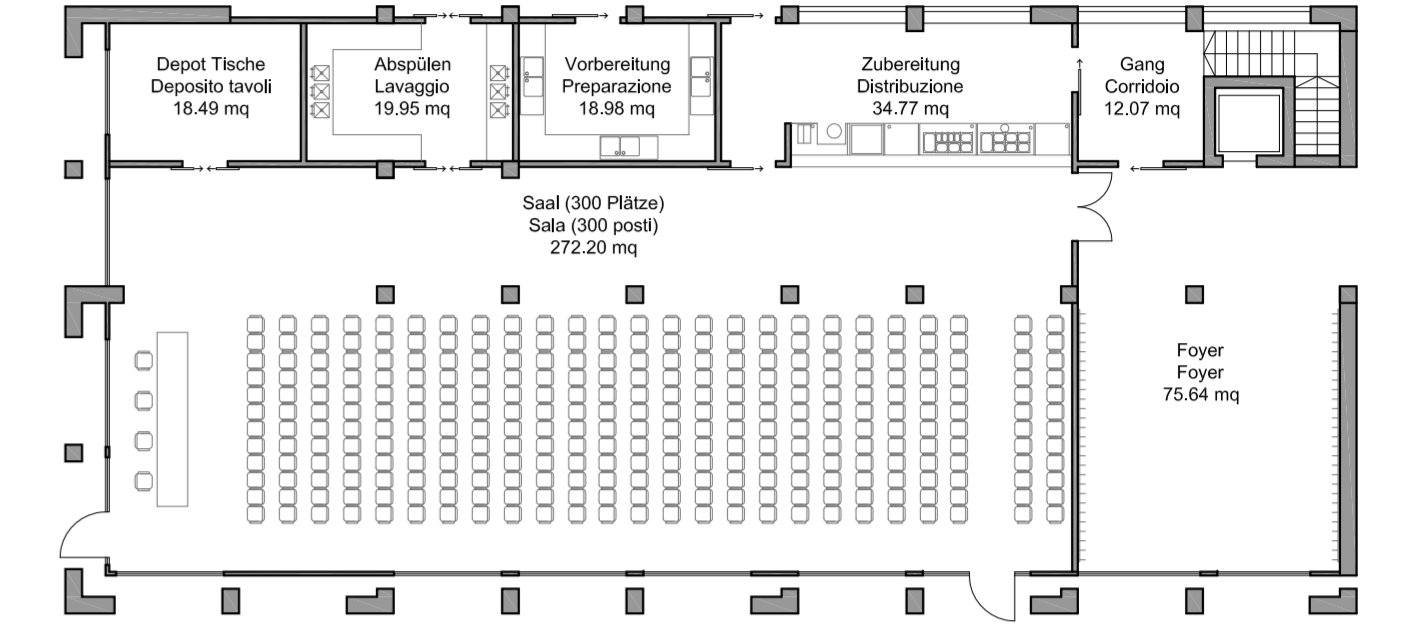 Depot Tische
Deposito tavoli
18.49 mq
Abspülen
Lavaggio
19.95 mq
Vorbereitung
Preparazione
18.98 mq
Zubereitung
Distribuzione
34.77 mq
Gang
Corridoio
12.07 mq
Saal (300 Plätze)
Sala (300 posti)
272.20 mq
Foyer
Foyer
75.64 mq